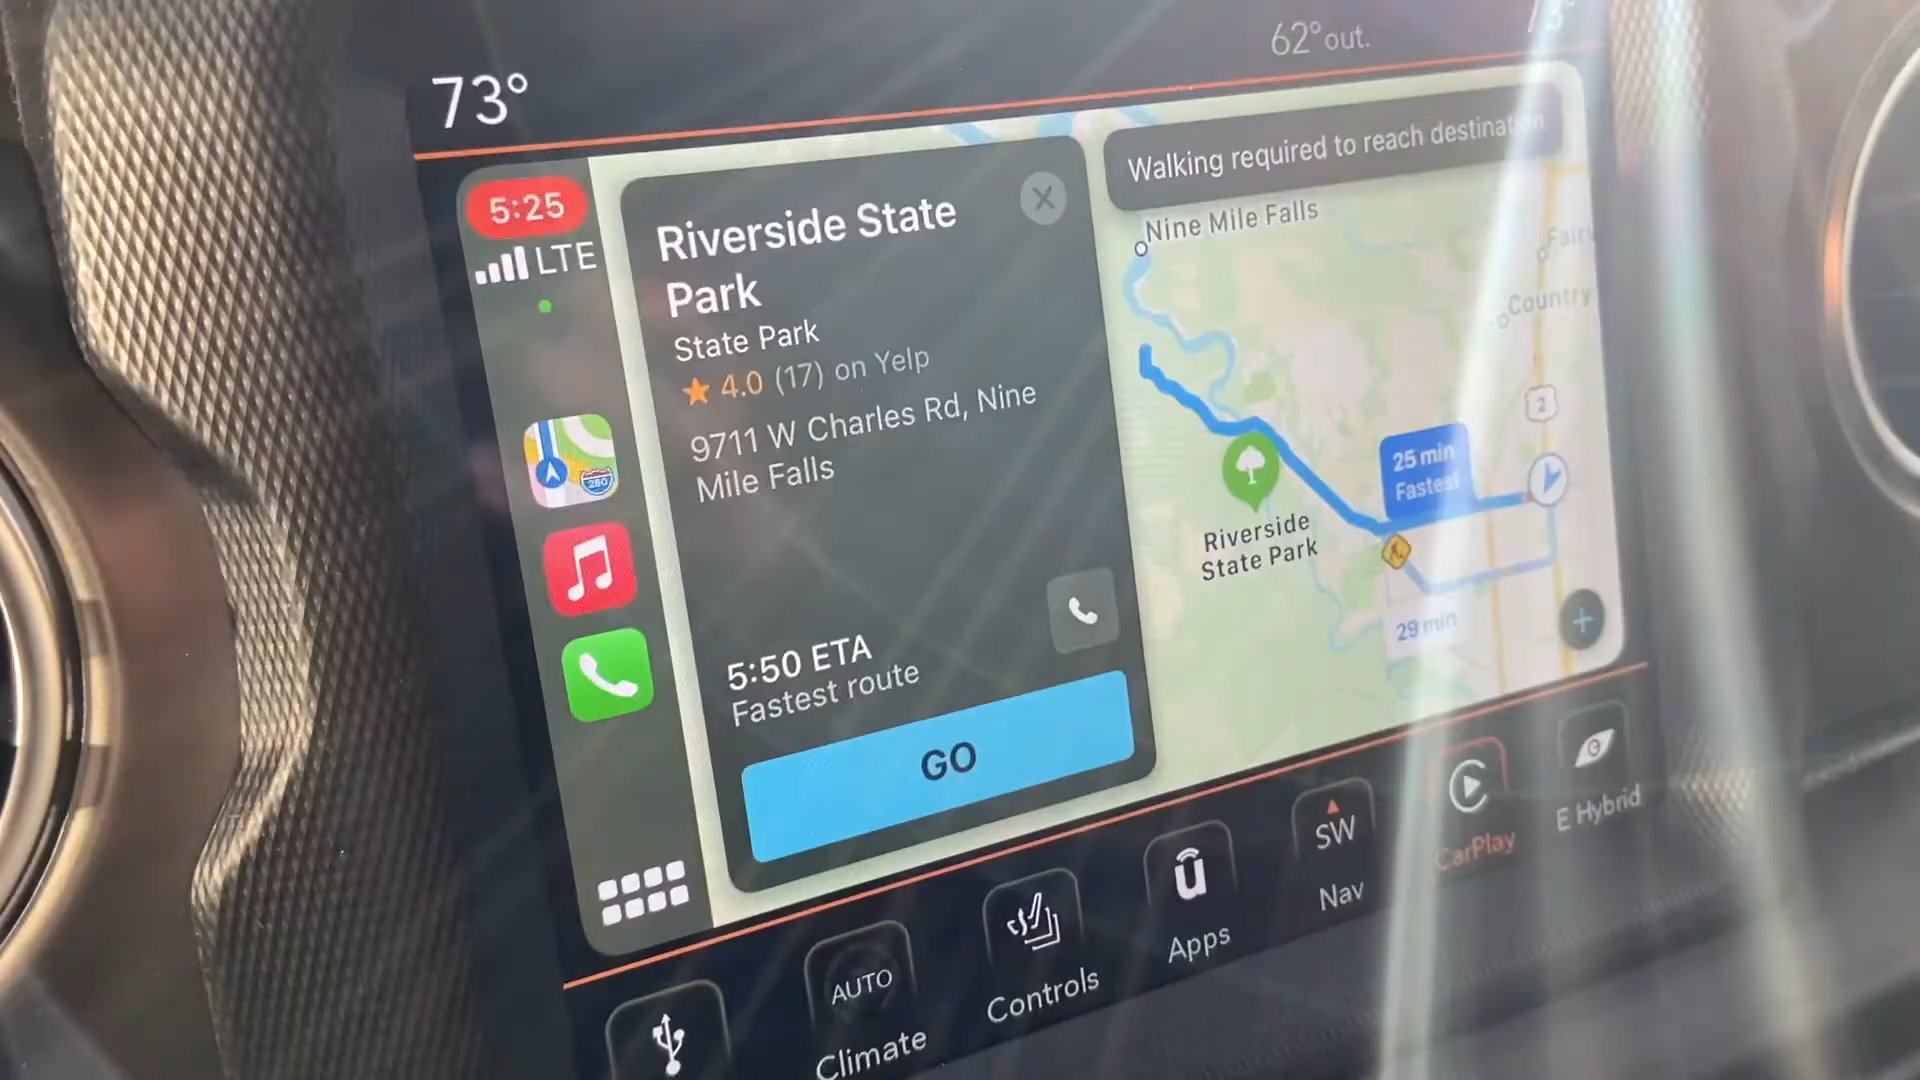 73°
62° out.
5:25
LTE
Riverside State
Park
State Park
4.0 (17) on Yelp
9711 W Charles Rd, Nine
Mile Falls
5:50 ETA
Fastest route
GO
Walking required to reach destination
Nine Mile Falls
Country
2
25 min
Fastest
Riverside
State Park
29 min
280
AUTO
Climate
Controls
Apps
SW
Nav
CarPlay
E Hybrid